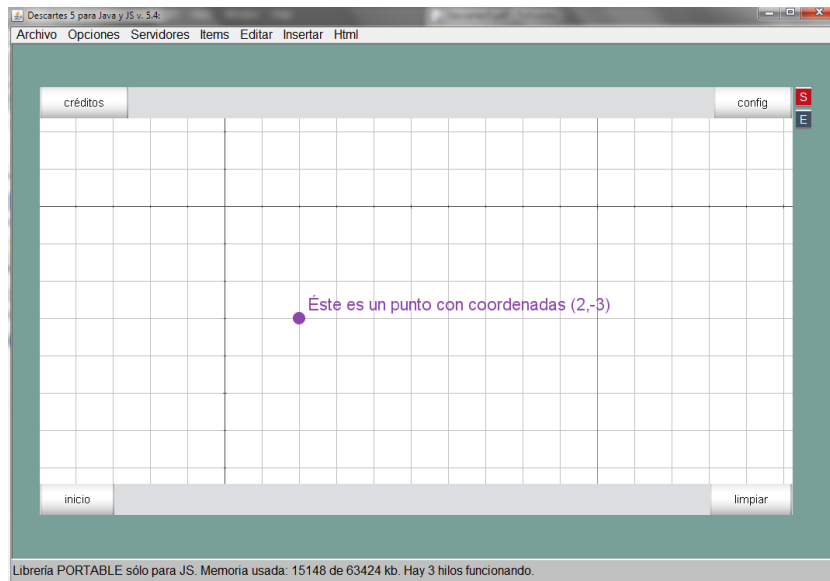 Descartes 5 para Java y JS v. 5.4:
Archivo Opciones Servidores Items Editar Insertar Html
créditos
config
S
E
Éste es un punto con coordenadas (2,-3)
inicio
limpiar
Librería PORTABLE sólo para JS. Memoria usada: 15148 de 63424 kb. Hay 3 hilos funcionando.